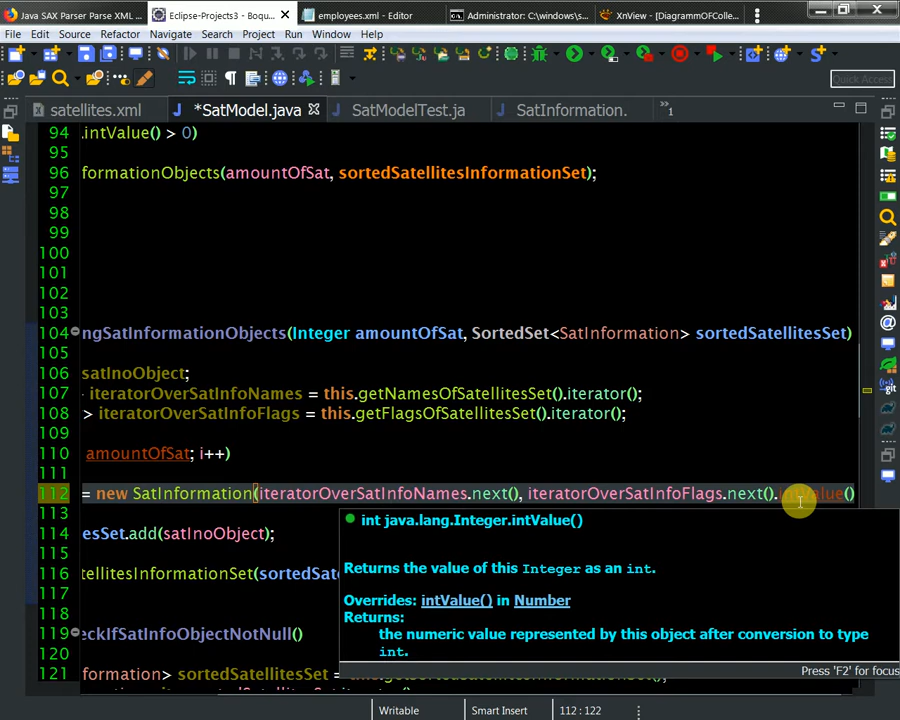 Java SAX Parser Parse XML ...
Eclipse-Projects3 - Boqu...
employees.xml - Editor
Administrator: C:\windows\s...
XnView - [DiagrammOFColle...
File Edit Source Refactor Navigate Search Project Run Window Help
Quick Access
satellites.xml
*SatModel.java
SatModelTest.ja
SatInformation.
»1
94 .intValue() > 0)
95
96 formationObjects(amountOfSat, sortedSatellitesInformationSet);
97
98
99
100
101
102
103
104 ngSatInformationObjects(Integer amountOfSat, SortedSet<SatInformation> sortedSatellitesSet)
105
106 satInoObject;
107 iteratorOverSatInfoNames = this.getNamesOfSatellitesSet().iterator();
108 > iteratorOverSatInfoFlags = this.getFlagsOfSatellitesSet().iterator();
109
110 amountOfSat; i++)
111
112 = new SatInformation(iteratorOverSatInfoNames.next(), iteratorOverSatInfoFlags.next().intValue()
113
int java.lang.Integer.intValue()
114 esSet.add(satInoObject);
115
Returns the value of this Integer as an int.
116 tellitesInformationSet(sortedSat
117
Overrides: intValue() in Number
118
Returns:
119 eckIfSatInfoObjectNotNull()
the numeric value represented by this object after conversion to type
120
int.
121 formation> sortedSatellitesSet =
Press 'F2' for focus
Writable
Smart Insert
112 : 122